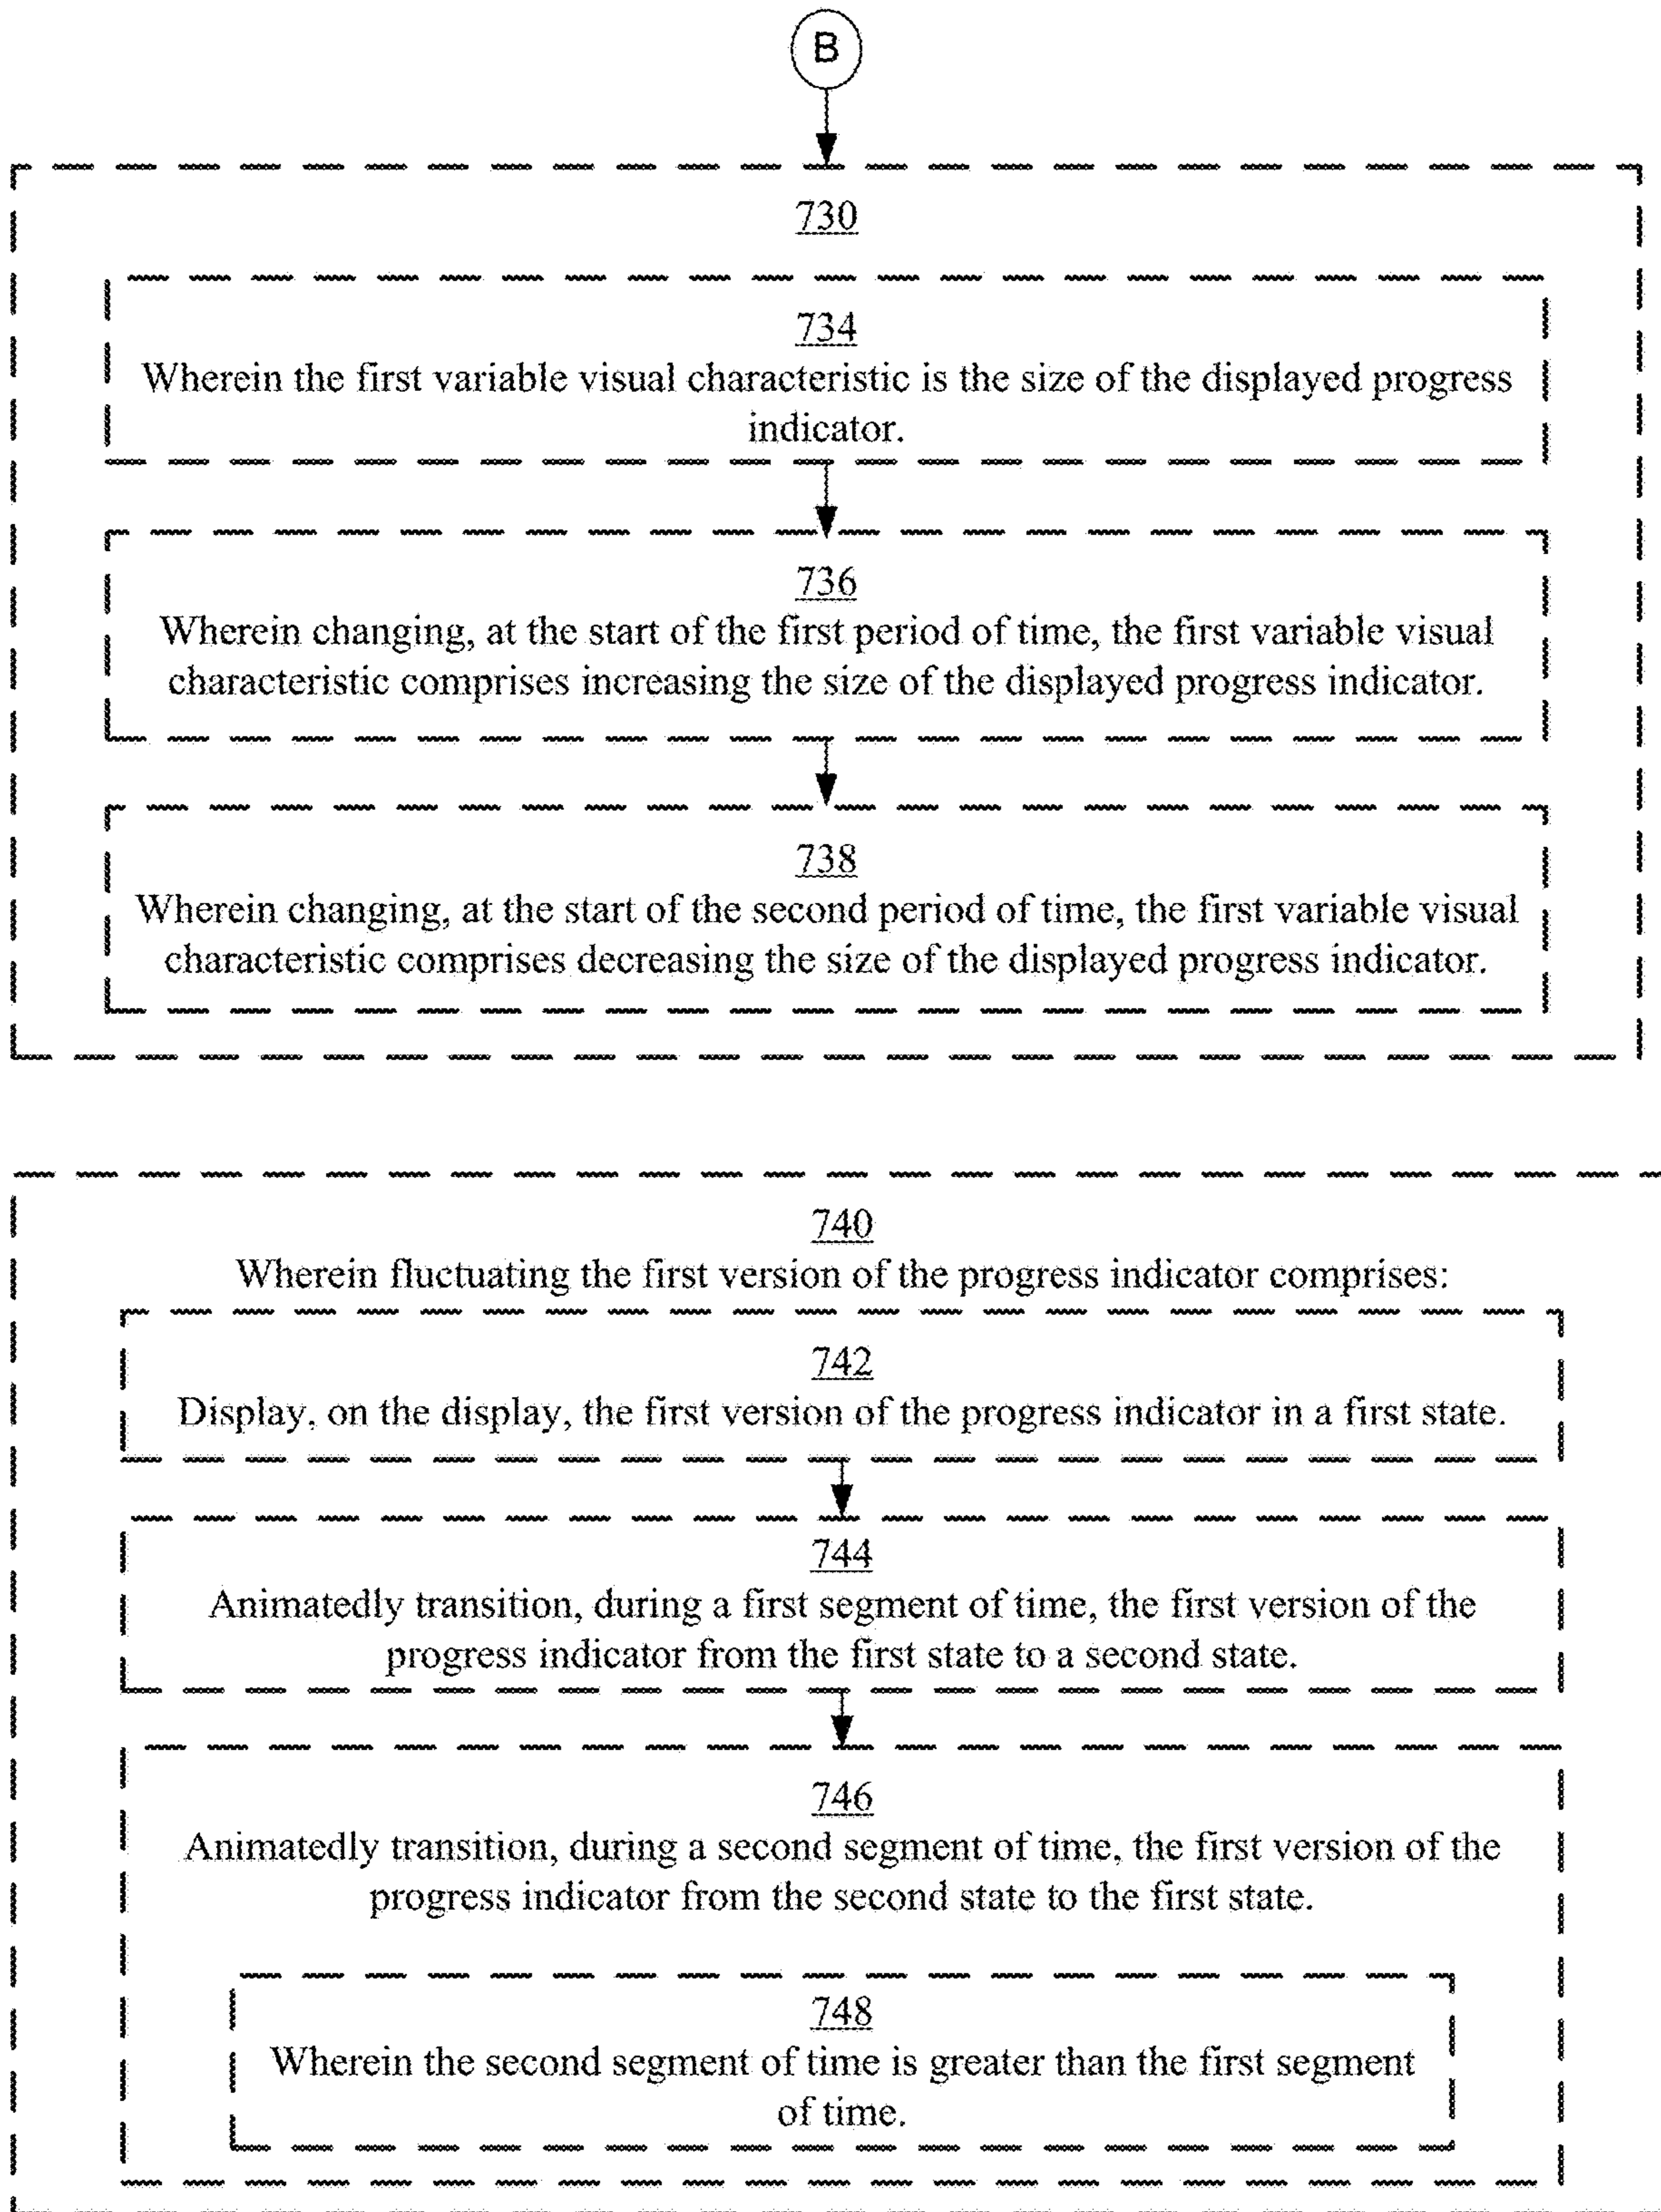 B
730
734
Wherein the first variable visual characteristic is the size of the displayed progress
indicator.
736
Wherein changing, at the start of the first period of time, the first variable visual
characteristic comprises increasing the size of the displayed progress indicator.
738
Wherein changing, at the start of the second period of time, the first variable visual
characteristic comprises decreasing the size of the displayed progress indicator.
740
Wherein fluctuating the first version of the progress indicator comprises:
742
Display, on the display, the first version of the progress indicator in a first state.
744
Animatedly transition, during a first segment of time, the first version of the
progress indicator from the first state to a second state.
746
Animatedly transition, during a second segment of time, the first version of the
progress indicator from the second state to the first state.
748
Wherein the second segment of time is greater than the first segment
of time.